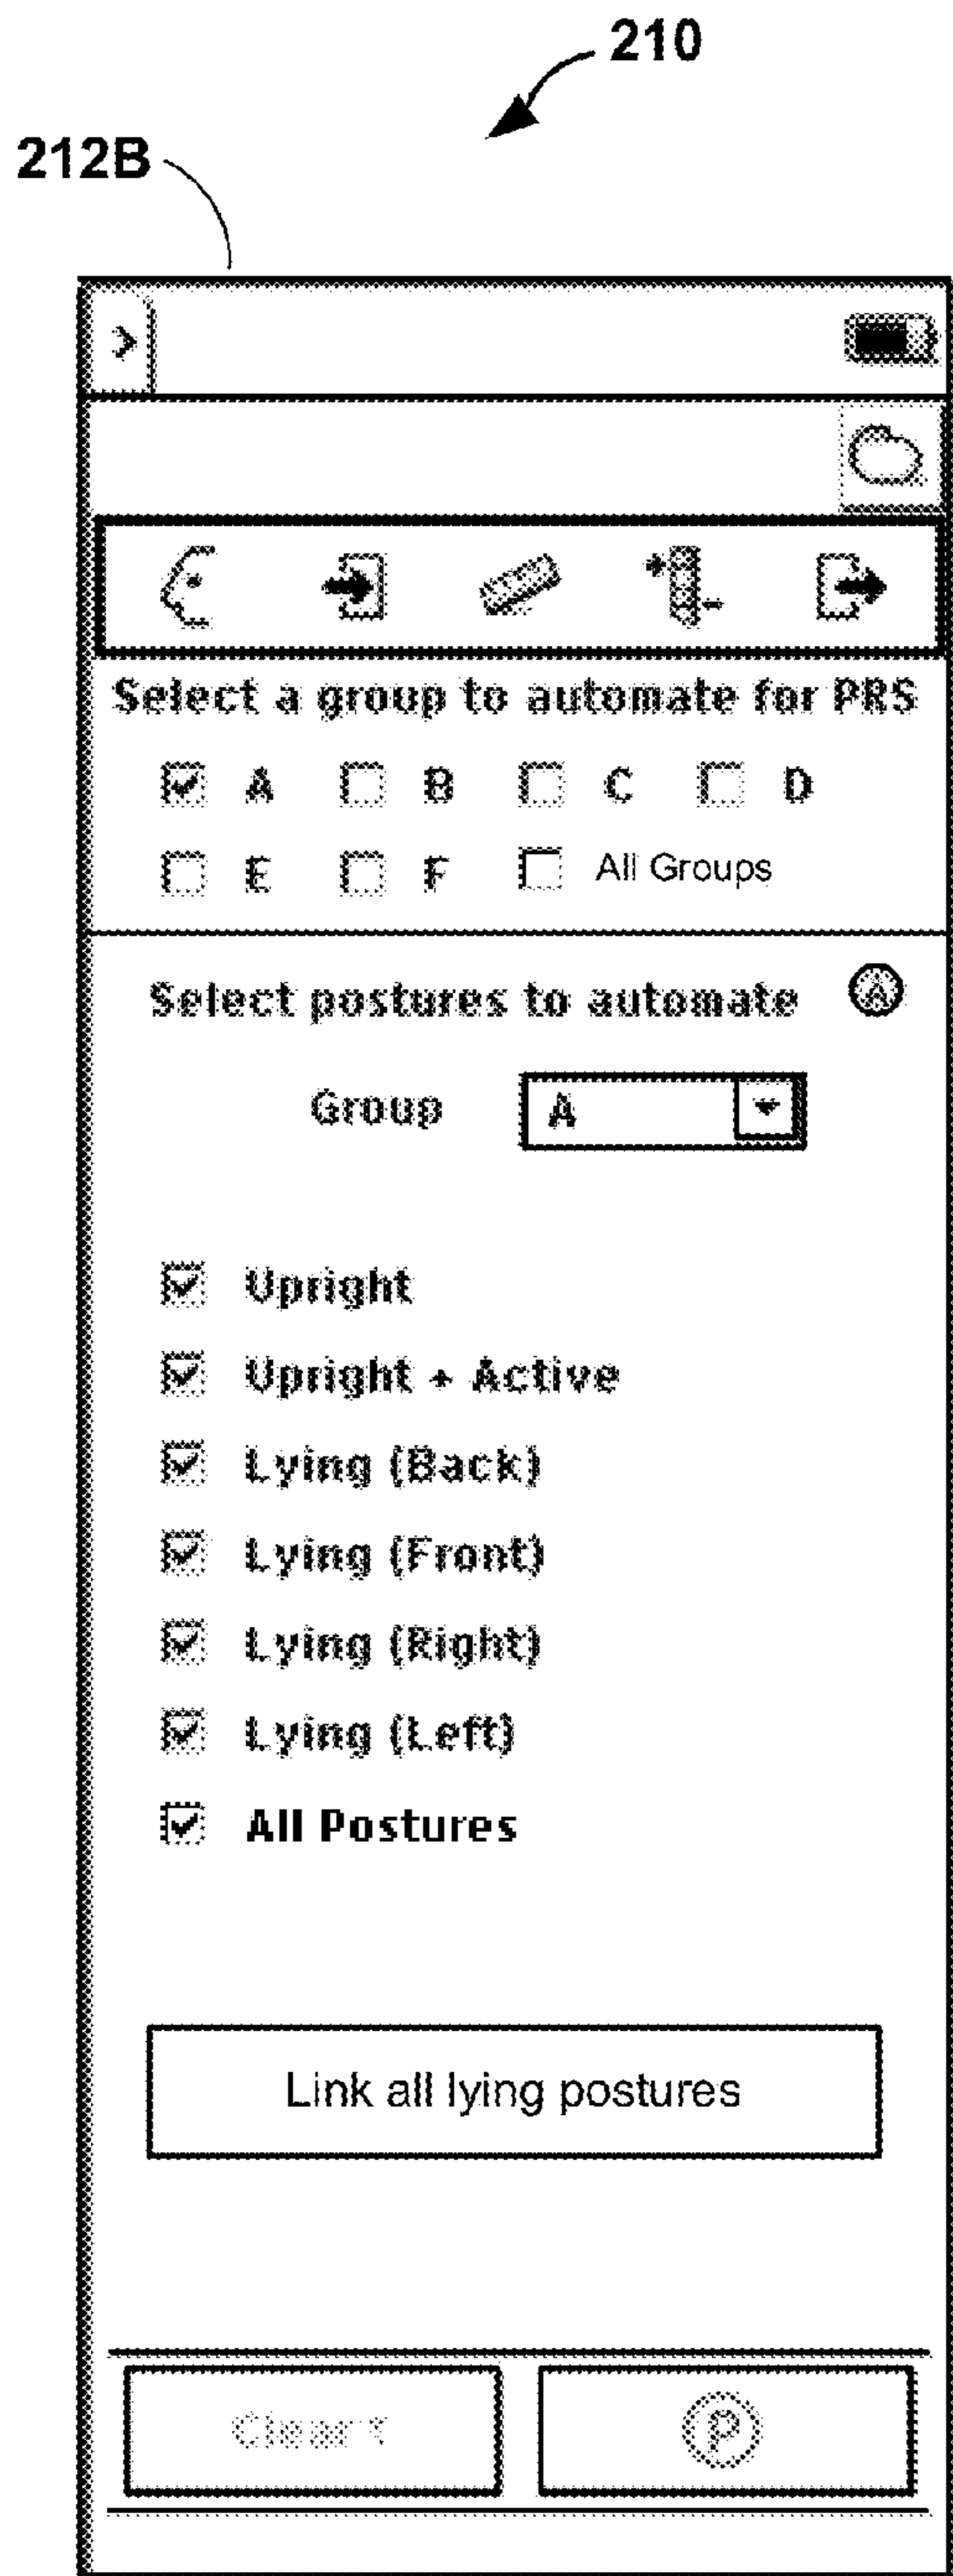 210
212B
>
Select a group to automate for PRS
A B C D
E F All Groups
Select postures to automate A
Group A
Upright
Upright + Active
Lying (Back)
Lying (Front)
Lying (Right)
Lying (Left)
All Postures
Link all lying postures
P